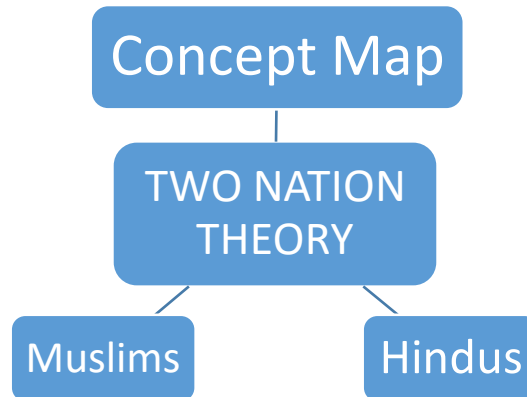 Concept Map
TWO NATION
THEORY
Muslims
Hindus